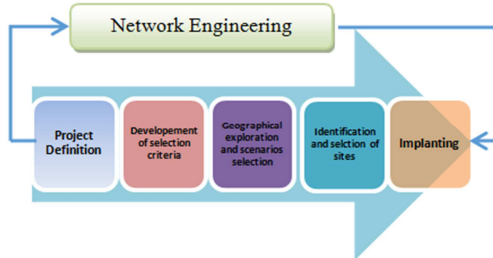 Network Engineering
Project
Definition
Developement
of selection
criteria
Geographical
exploration
and scenarios
selection
Identification
and selction of
sites
Implanting